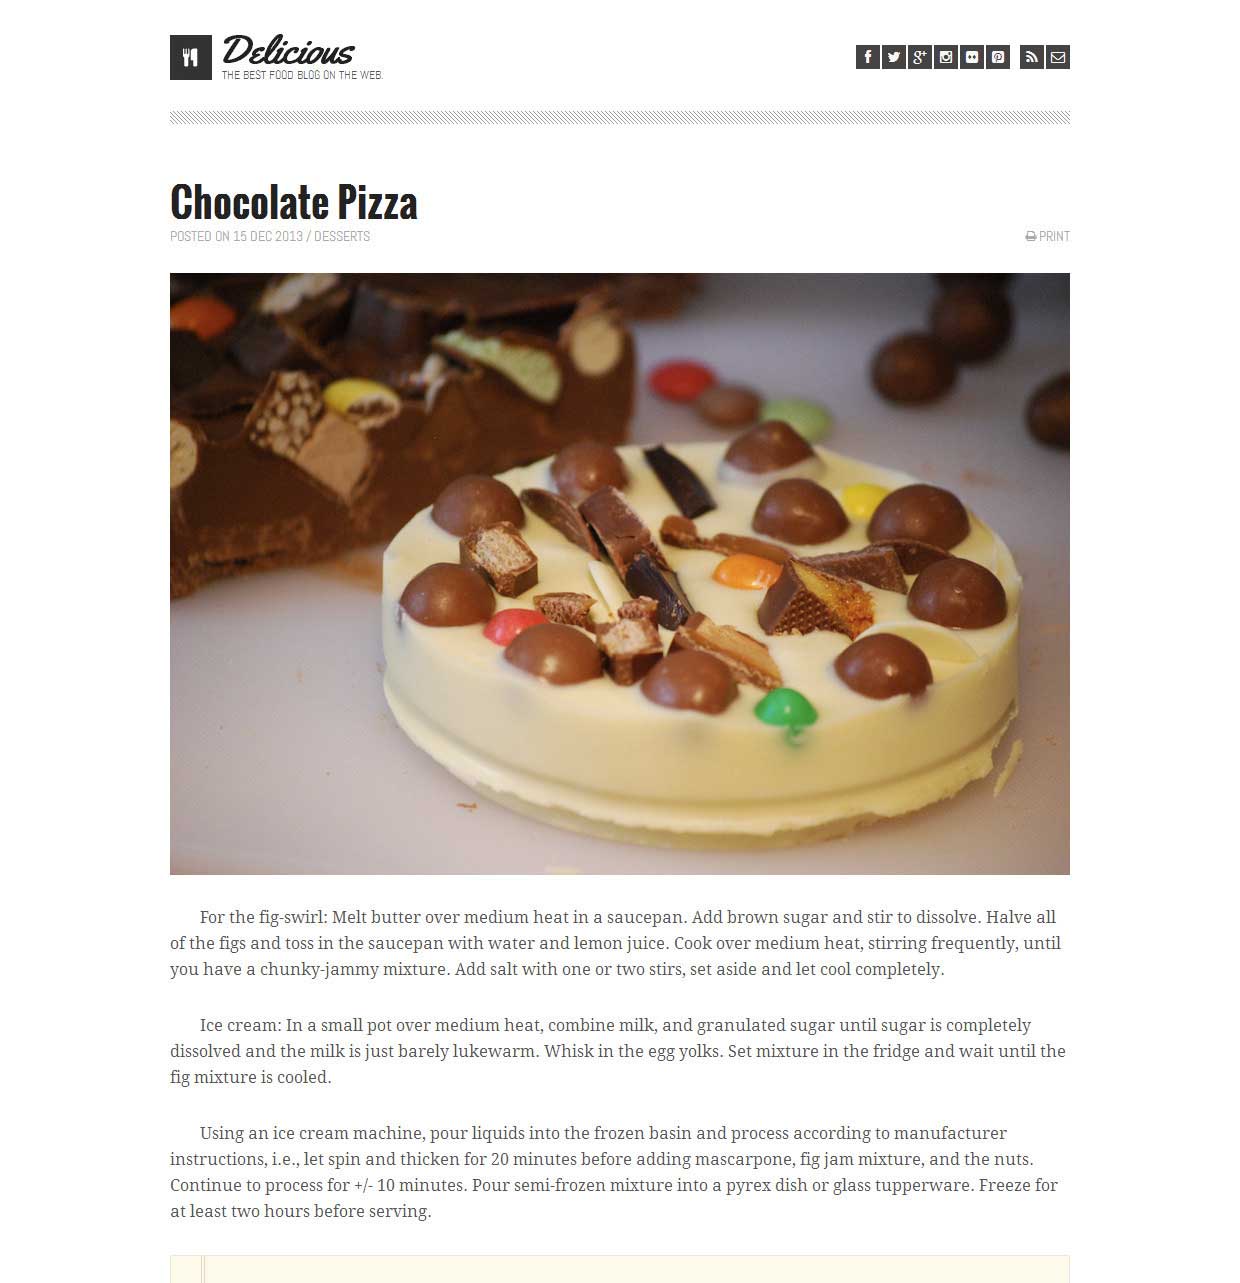 Delicious
THE BEST FOOD BLOG ON THE WEB.
Chocolate Pizza
POSTED ON 15 DEC 2013 / DESSERTS
PRINT
For the fig-swirl: Melt butter over medium heat in a saucepan. Add brown sugar and stir to dissolve. Halve all
of the figs and toss in the saucepan with water and lemon juice. Cook over medium heat, stirring frequently, until
you have a chunky-jammy mixture. Add salt with one or two stirs, set aside and let cool completely.
Ice cream: In a small pot over medium heat, combine milk, and granulated sugar until sugar is completely
dissolved and the milk is just barely lukewarm. Whisk in the egg yolks. Set mixture in the fridge and wait until the
fig mixture is cooled.
Using an ice cream machine, pour liquids into the frozen basin and process according to manufacturer
instructions, i.e., let spin and thicken for 20 minutes before adding mascarpone, fig jam mixture, and the nuts.
Continue to process for +/- 10 minutes. Pour semi-frozen mixture into a pyrex dish or glass tupperware. Freeze for
at least two hours before serving.